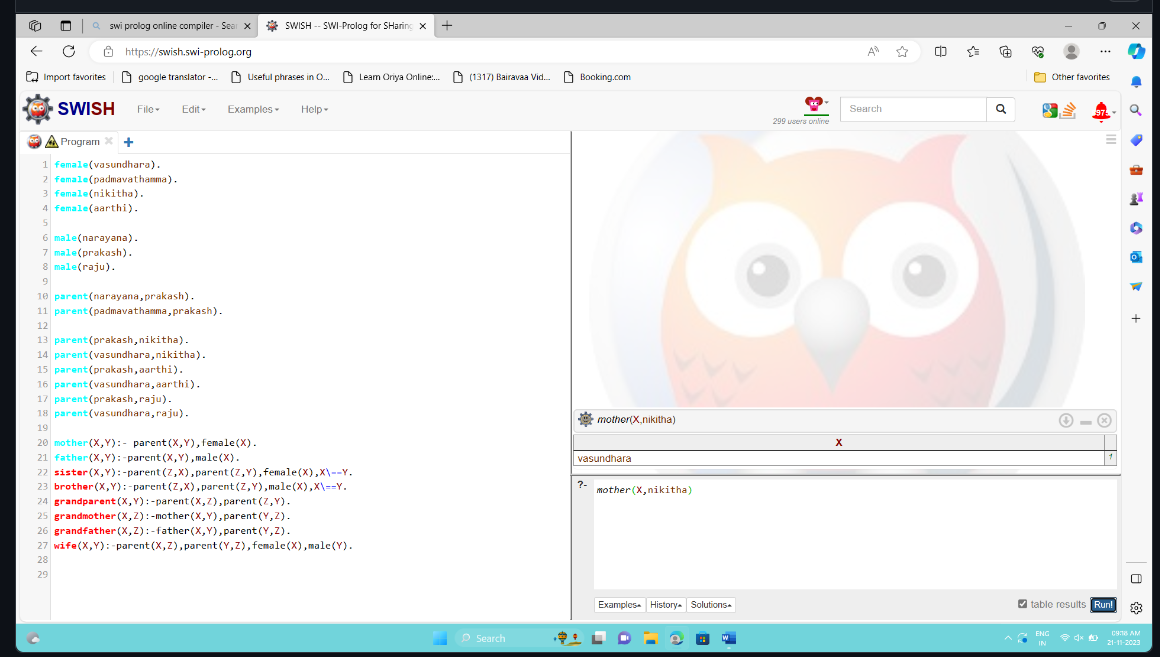 swi prolog online compiler - Sear
SWISH -- SWI-Prolog for SHaring
https://swish.swi-prolog.org
Import favorites
google translator -...
Useful phrases in O...
Learn Oriya Online:...
(1317) Bairavaa Vid...
Booking.com
Other favorites
SWISH
File
Edit
Examples
Help
299 users online
Search
97
Program
1 female(vasundhara).
2 female(padmavathamma).
3 female(nikitha).
4 female(aarthi).
5
6 male(narayana).
7 male(prakash).
8 male(raju).
9
10 parent(narayana,prakash).
11 parent(padmavathamma,prakash).
12
13 parent(prakash,nikitha).
14 parent(vasundhara,nikitha).
15 parent(prakash,aarthi).
16 parent(vasundhara,aarthi).
17 parent(prakash,raju).
18 parent(vasundhara,raju).
19
20 mother(X,Y):- parent(X,Y),female(X).
21 father(X,Y):-parent(X,Y),male(X).
22 sister(X,Y):-parent(Z,X),parent(Z,Y),female(X),X\==Y.
23 brother(X,Y):-parent(Z,X),parent(Z,Y),male(X),X\==Y.
24 grandparent(X,Y):-parent(X,Z),parent(Z,Y).
25 grandmother(X,Z):-mother(X,Y),parent(Y,Z).
26 grandfather(X,Z):-father(X,Y),parent(Y,Z).
27 wife(X,Y):-parent(X,Z),parent(Y,Z),female(X),male(Y).
28
29
mother(X,nikitha)
X
vasundhara 1
?- mother(X,nikitha)
Examples
History
Solutions
table results
Run!
Search
ENG
IN
09:36 AM
21-11-2023